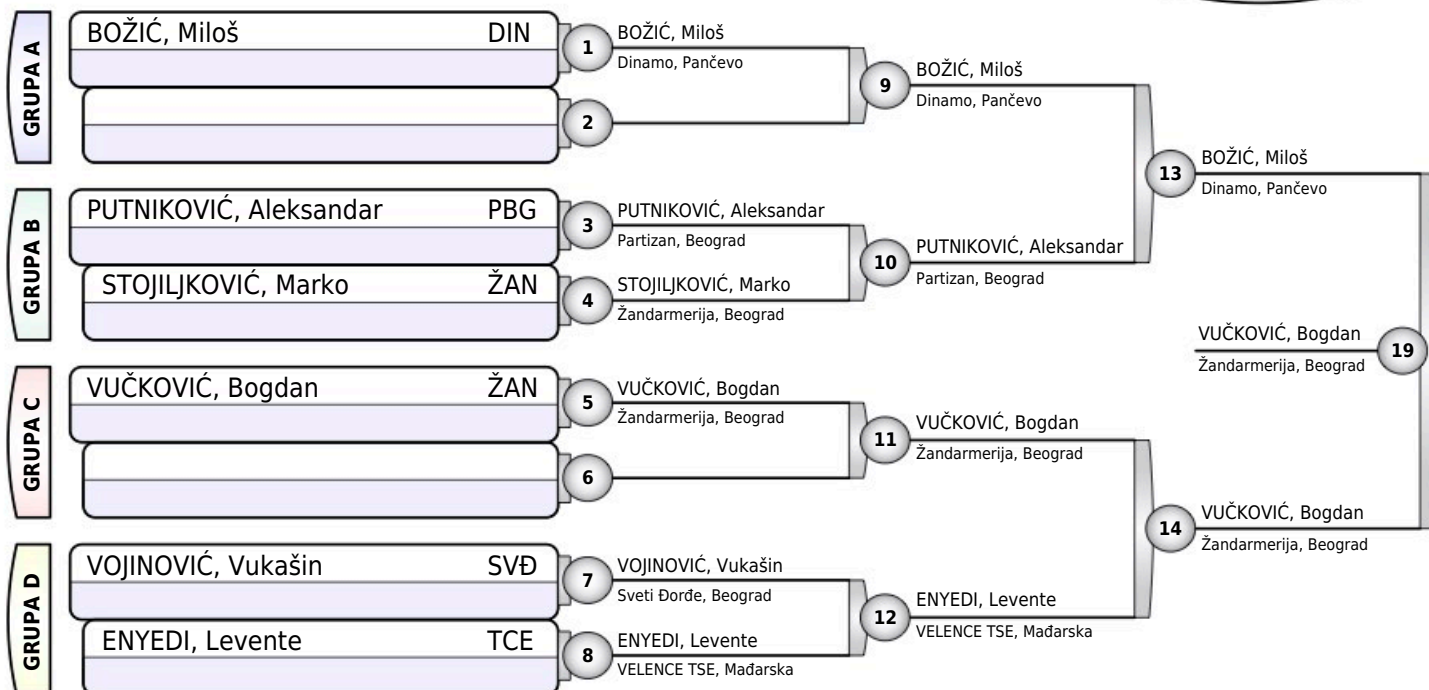 GRUPA A
BOŽIĆ, Miloš DIN
1
BOŽIĆ, Miloš
Dinamo, Pančevo
2
9
BOŽIĆ, Miloš
Dinamo, Pančevo
GRUPA B
PUTNIKOVIĆ, Aleksandar PBG
3
PUTNIKOVIĆ, Aleksandar
Partizan, Beograd
STOJILJKOVIĆ, Marko ŽAN
4
STOJILJKOVIĆ, Marko
Žandarmerija, Beograd
10
PUTNIKOVIĆ, Aleksandar
Partizan, Beograd
13
BOŽIĆ, Miloš
Dinamo, Pančevo
GRUPA C
VUČKOVIĆ, Bogdan ŽAN
5
VUČKOVIĆ, Bogdan
Žandarmerija, Beograd
6
11
VUČKOVIĆ, Bogdan
Žandarmerija, Beograd
GRUPA D
VOJINOVIĆ, Vukašin SVĐ
7
VOJINOVIĆ, Vukašin
Sveti Đorđe, Beograd
ENYEDI, Levente TCE
8
ENYEDI, Levente
VELENCE TSE, Mađarska
12
ENYEDI, Levente
VELENCE TSE, Mađarska
14
VUČKOVIĆ, Bogdan
Žandarmerija, Beograd
VUČKOVIĆ, Bogdan
Žandarmerija, Beograd
19